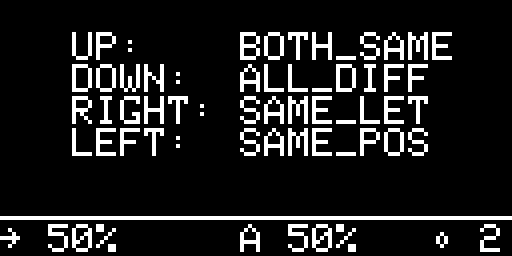 UP: BOTH_SAME
DOWN: ALL_DIFF
RIGHT: SAME_LET
LEFT: SAME_POS
→ 50% A 50% ⋄ 2